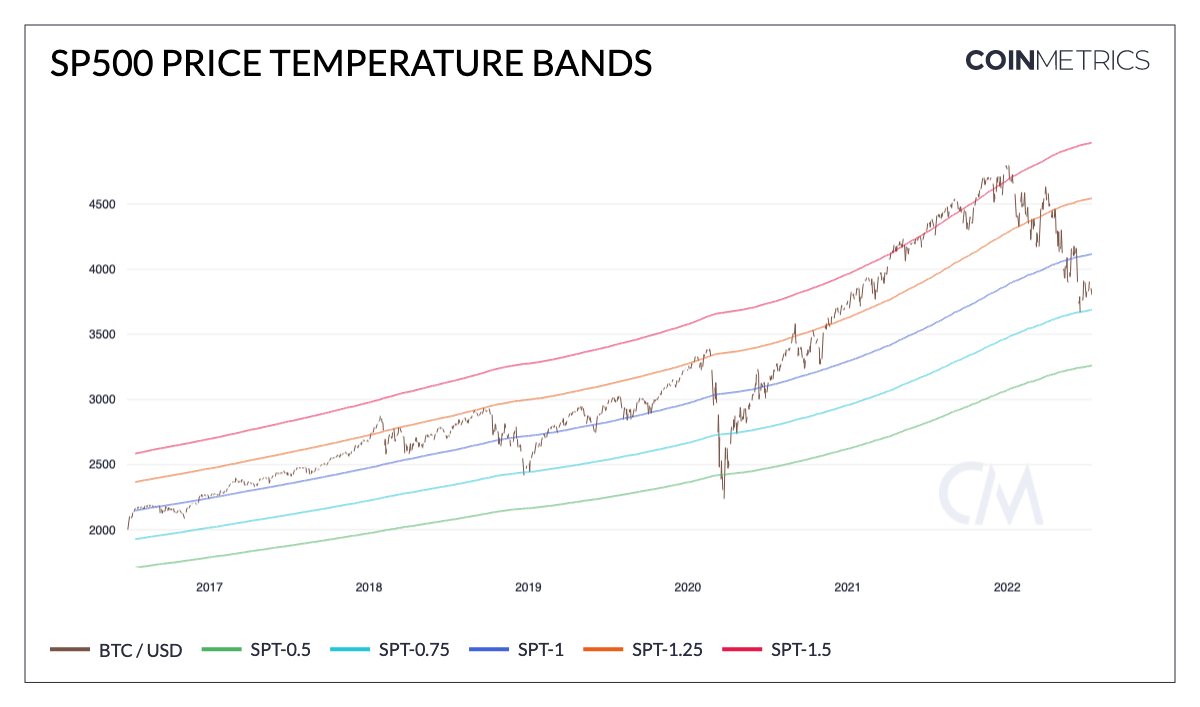 SP500 PRICE TEMPERATURE BANDS
COINMETRICS
4500
4000
3500
3000
2500
2000
CM
2017 2018 2019 2020 2021 2022
BTC / USD SPT-0.5 SPT-0.75 SPT-1 SPT-1.25 SPT-1.5